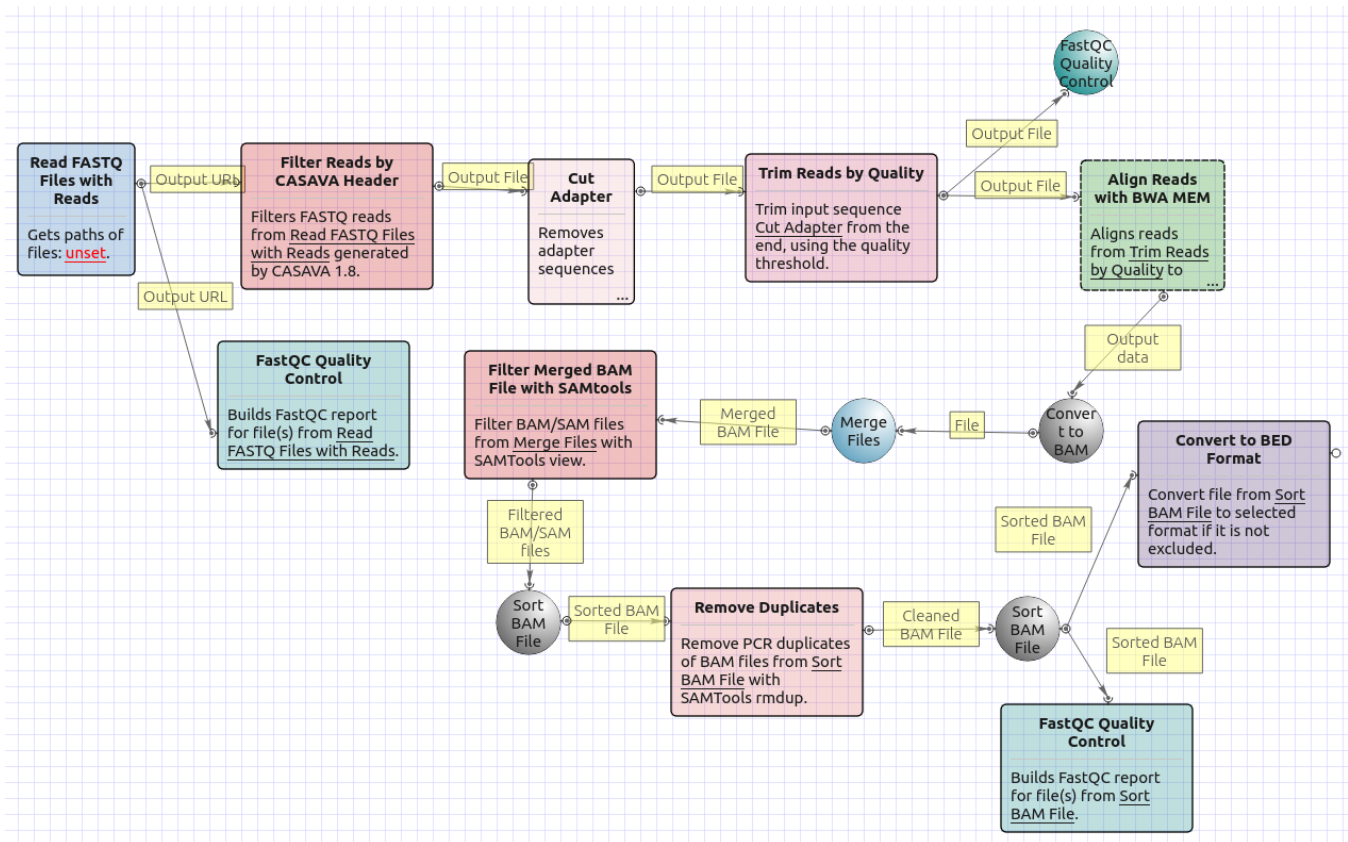 FastQC
Quality
Control
Output File
Read FASTQ
Files with
Reads
Gets paths of
files: unset.
Output URL
Filter Reads by
CASAVA Header
Filters FASTQ reads
from Read FASTQ Files
with Reads generated
by CASAVA 1.8.
Output File
Cut
Adapter
Removes
adapter
sequences
...
Output File
Trim Reads by Quality
Trim input sequence
Cut Adapter from the
end, using the quality
threshold.
Output File
Align Reads
with BWA MEM
Aligns reads
from Trim Reads
by Quality to
...
Output URL
Output
data
FastQC Quality
Control
Builds FastQC report
for file(s) from Read
FASTQ Files with Reads.
Filter Merged BAM
File with SAMtools
Filter BAM/SAM files
from Merge Files with
SAMTools view.
Merged
BAM File
Merge
Files
File
Conver
t to
BAM
Convert to BED
Format
Convert file from Sort
BAM File to selected
format if it is not
excluded.
Filtered
BAM/SAM
files
Sorted BAM
File
Sort
BAM
File
Sorted BAM
File
Remove Duplicates
Remove PCR duplicates
of BAM files from Sort
BAM File with
SAMTools rmdup.
Cleaned
BAM File
Sort
BAM
File
Sorted BAM
File
FastQC Quality
Control
Builds FastQC report
for file(s) from Sort
BAM File.